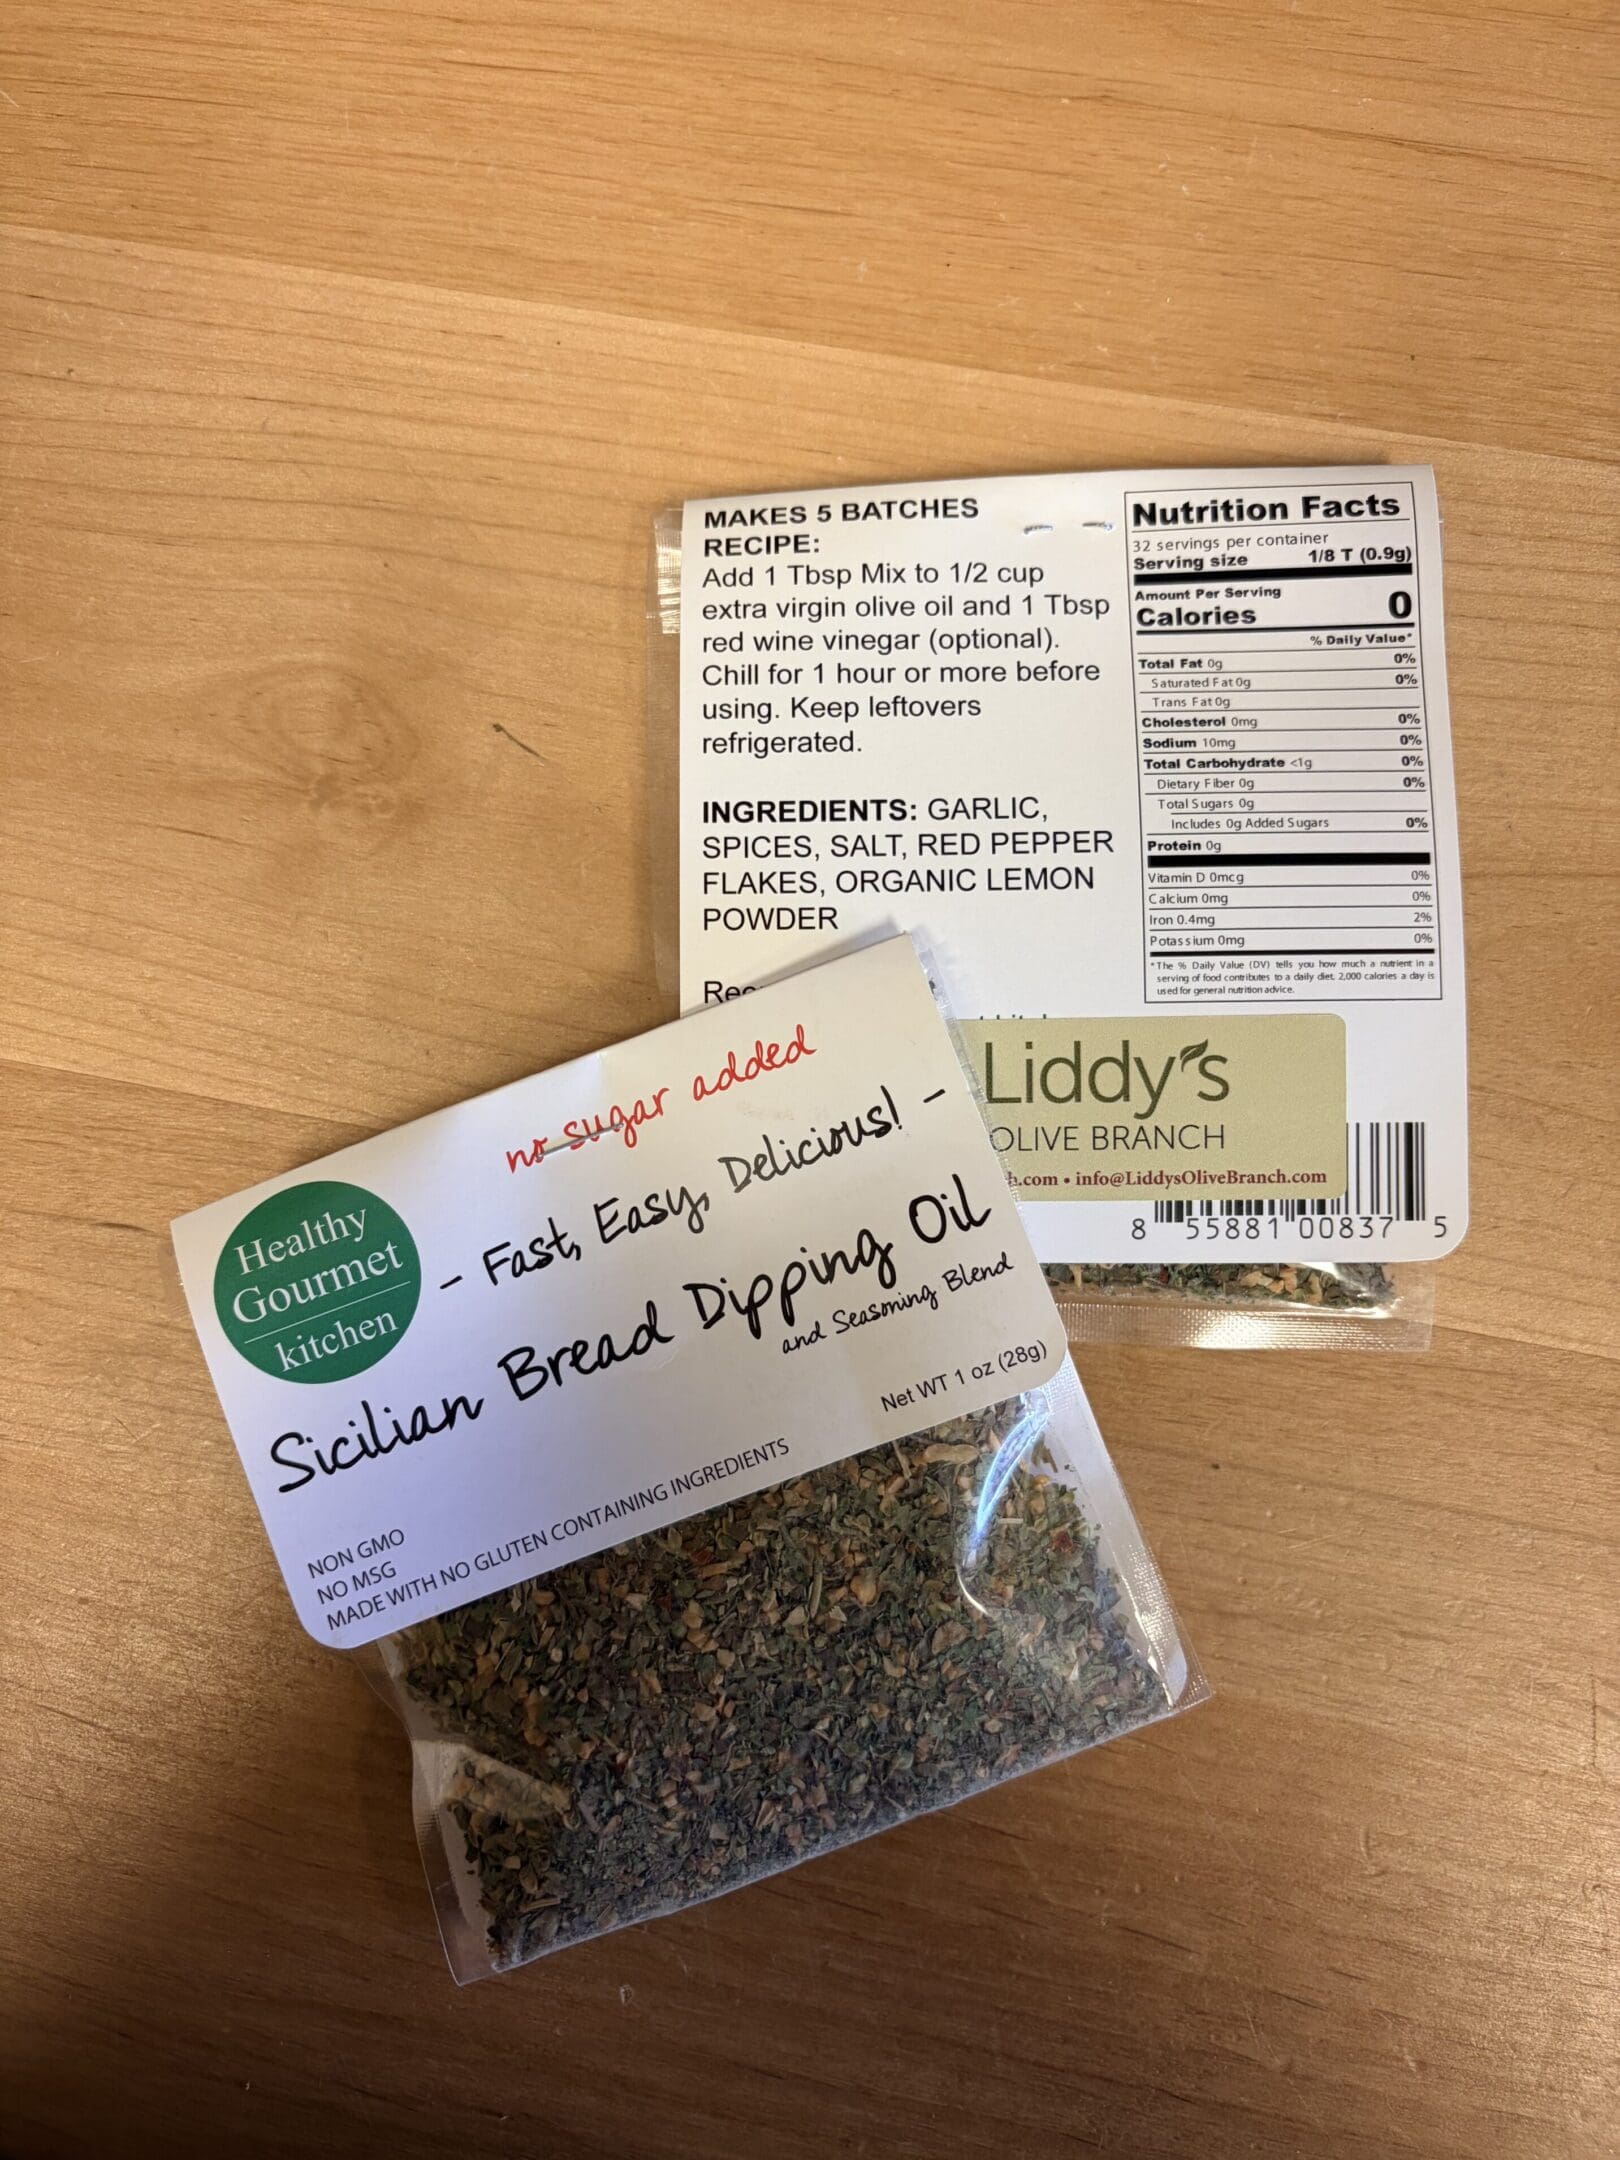 MAKES 5 BATCHES
RECIPE:
Add 1 Tbsp Mix to 1/2 cup
extra virgin olive oil and 1 Tbsp
red wine vinegar (optional).
Chill for 1 hour or more before
using. Keep leftovers
refrigerated.
INGREDIENTS: GARLIC,
SPICES, SALT, RED PEPPER
FLAKES, ORGANIC LEMON
POWDER
Nutrition Facts
32 servings per container
Serving size 1/8 T (0.9g)
Amount Per Serving
Calories 0
% Daily Value*
Total Fat 0g 0%
Saturated Fat 0g 0%
Trans Fat 0g
Cholesterol 0mg 0%
Sodium 10mg 0%
Total Carbohydrate <1g 0%
Dietary Fiber 0g 0%
Total Sugars 0g
Includes 0g Added Sugars 0%
Protein 0g
Vitamin D 0mcg 0%
Calcium 0mg 0%
Iron 0.4mg 2%
Potassium 0mg 0%
*The % Daily Value (DV) tells you how much a nutrient in a
serving of food contributes to a daily diet. 2,000 calories a day is
used for general nutrition advice.
Liddy's
OLIVE BRANCH
h.com • info@LiddysOliveBranch.com
8 55881 00837 5
no sugar added
- Fast, Easy, Delicious! -
Healthy
Gourmet
kitchen
Sicilian Bread Dipping Oil
and Seasoning Blend
Net WT 1 oz (28g)
NON GMO
NO MSG
MADE WITH NO GLUTEN CONTAINING INGREDIENTS